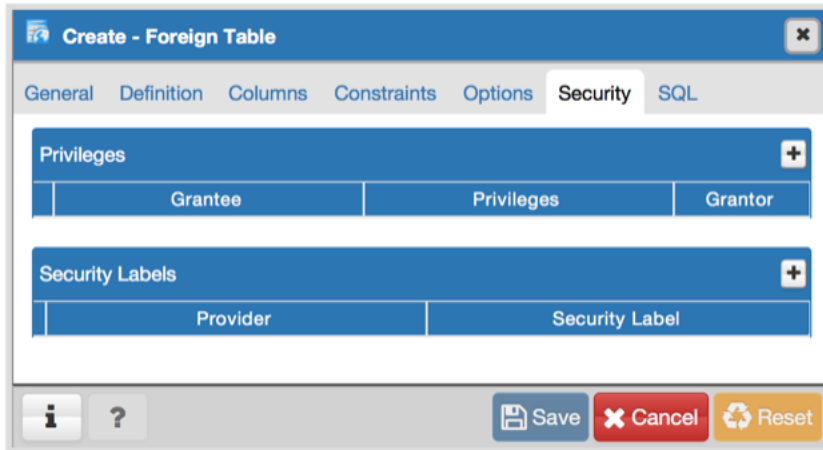 Create - Foreign Table
General Definition Columns Constraints Options Security SQL
Privileges
Grantee Privileges Grantor
Security Labels
Provider Security Label
i ? Save Cancel Reset